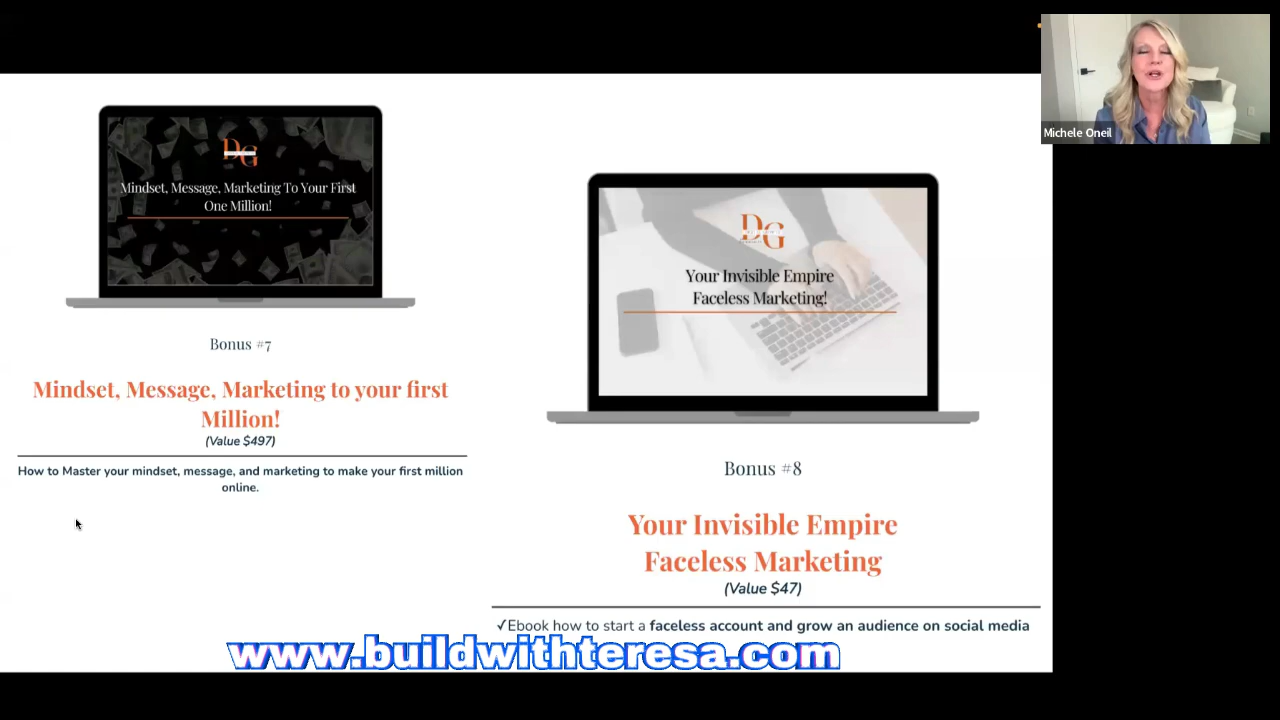 DG
Mindset, Message, Marketing To Your First
One Million!
Bonus #7
Mindset, Message, Marketing to your first
Million!
(Value $497)
How to Master your mindset, message, and marketing to make your first million
online.
DG
Your Invisible Empire
Faceless Marketing!
Bonus #8
Your Invisible Empire
Faceless Marketing
(Value $47)
✓Ebook how to start a faceless account and grow an audience on social media
www.buildwithteresa.com
Michele Oneil